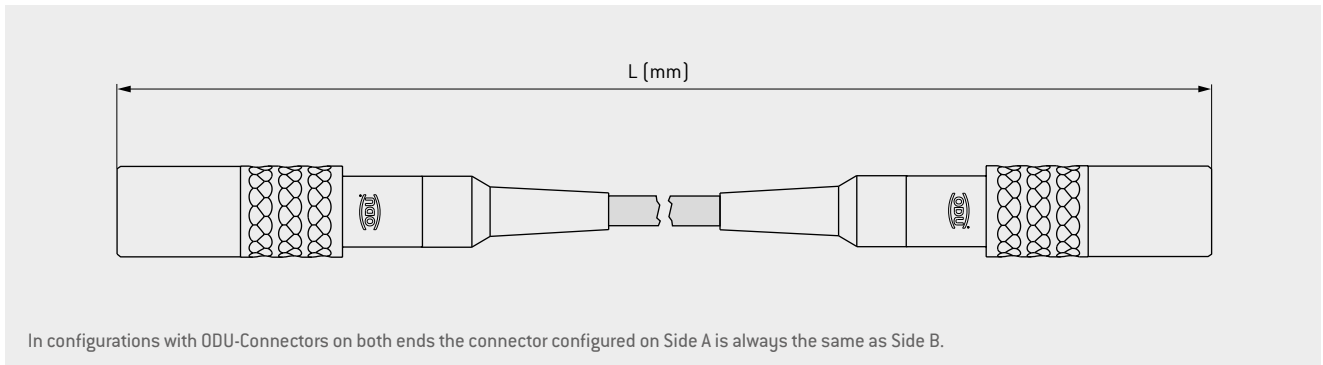 L (mm)
ODU
ODU
In configurations with ODU-Connectors on both ends the connector configured on Side A is always the same as Side B.